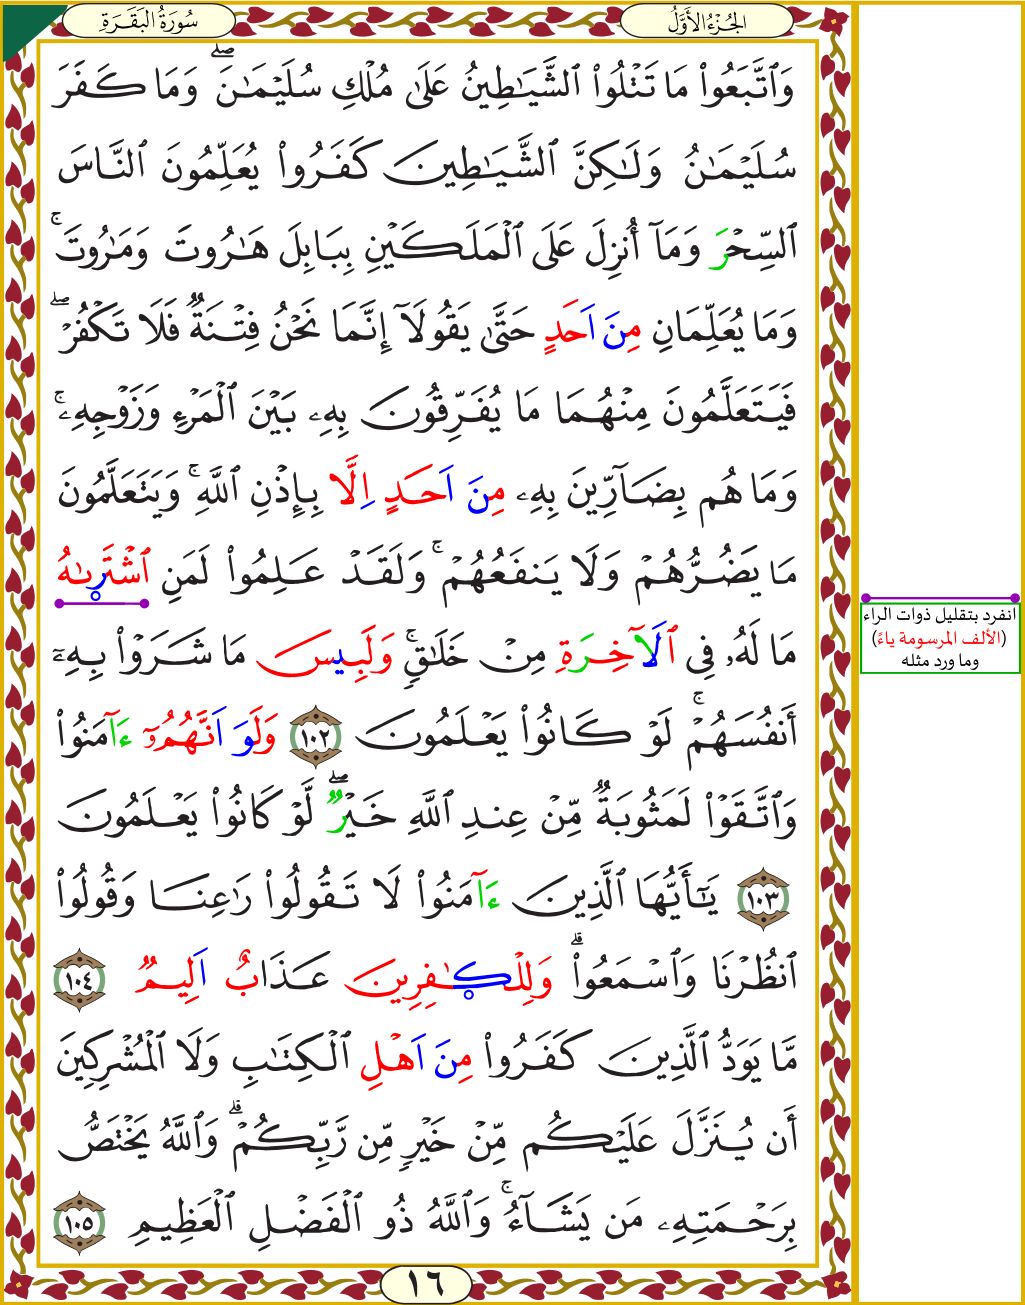 سُورَةُ البَقَرَةِ
الجُزْءُ الأَوَّلُ
وَٱتَّبَعُوا۟ مَا تَتْلُوا۟ ٱلشَّيَـٰطِينُ عَلَىٰ مُلْكِ سُلَيْمَـٰنَ ۖ وَمَا كَفَرَ
سُلَيْمَـٰنُ وَلَـٰكِنَّ ٱلشَّيَـٰطِينَ كَفَرُوا۟ يُعَلِّمُونَ ٱلنَّاسَ
ٱلسِّحْرَ وَمَآ أُنزِلَ عَلَى ٱلْمَلَكَيْنِ بِبَابِلَ هَـٰرُوتَ وَمَـٰرُوتَ ۚ
وَمَا يُعَلِّمَانِ مِنَ اَحَدٍ حَتَّىٰ يَقُولَآ إِنَّمَا نَحْنُ فِتْنَةٌ فَلَا تَكْفُرْ ۖ
فَيَتَعَلَّمُونَ مِنْهُمَا مَا يُفَرِّقُونَ بِهِۦ بَيْنَ ٱلْمَرْءِ وَزَوْجِهِۦ ۚ
وَمَا هُم بِضَآرِّينَ بِهِۦ مِنَ اَحَدٍ اِلَّا بِإِذْنِ ٱللَّهِ ۚ وَيَتَعَلَّمُونَ
مَا يَضُرُّهُمْ وَلَا يَنفَعُهُمْ ۚ وَلَقَدْ عَلِمُوا۟ لَمَنِ ٱشْتَرٜىٰهُ
مَا لَهُۥ فِي ٱلَآخِرَةِ مِنْ خَلَـٰقٍ ۚ وَلَبِيسَ مَا شَرَوْا۟ بِهِۦٓ
أَنفُسَهُمْ ۚ لَوْ كَانُوا۟ يَعْلَمُونَ ١٠٢ وَلَوَ اَنَّهُمُۥٓ ءَآمَنُوا۟
وَٱتَّقَوْا۟ لَمَثُوبَةٌ مِّنْ عِندِ ٱللَّهِ خَيْرٌ ۖ لَّوْ كَانُوا۟ يَعْلَمُونَ
١٠٣ يَـٰٓأَيُّهَا ٱلَّذِينَ ءَآمَنُوا۟ لَا تَقُولُوا۟ رَٰعِنَا وَقُولُوا۟
ٱنظُرْنَا وَٱسْمَعُوا۟ ۗ وَلِلْكٜـٰفِرِينَ عَذَابٌ اَلِيمٌ ١٠٤
مَّا يَوَدُّ ٱلَّذِينَ كَفَرُوا۟ مِنَ اَهْلِ ٱلْكِتَـٰبِ وَلَا ٱلْمُشْرِكِينَ
أَن يُنَزَّلَ عَلَيْكُم مِّنْ خَيْرٍ مِّن رَّبِّكُمْ ۗ وَٱللَّهُ يَخْتَصُّ
بِرَحْمَتِهِۦ مَن يَشَآءُ ۚ وَٱللَّهُ ذُو ٱلْفَضْلِ ٱلْعَظِيمِ ١٠٥
انفرد بتقليل ذوات الراء
(الألف المرسومة ياءً)
وما ورد مثله
١٦